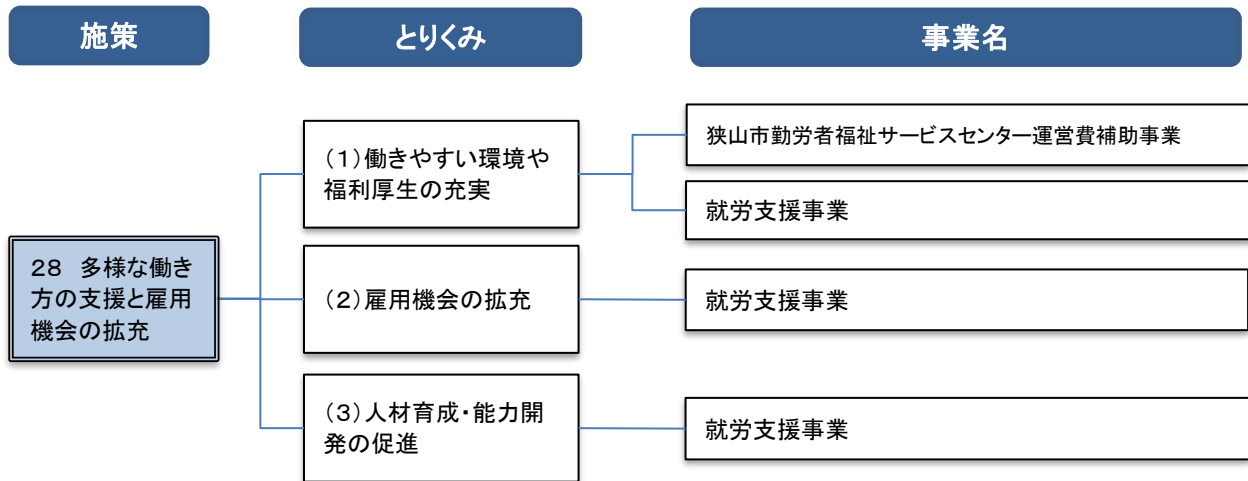 施策
とりくみ
事業名
28 多様な働き
方の支援と雇用
機会の拡充
(1)働きやすい環境や
福利厚生の充実
狭山市勤労者福祉サービスセンター運営費補助事業
就労支援事業
(2)雇用機会の拡充
就労支援事業
(3)人材育成・能力開
発の促進
就労支援事業